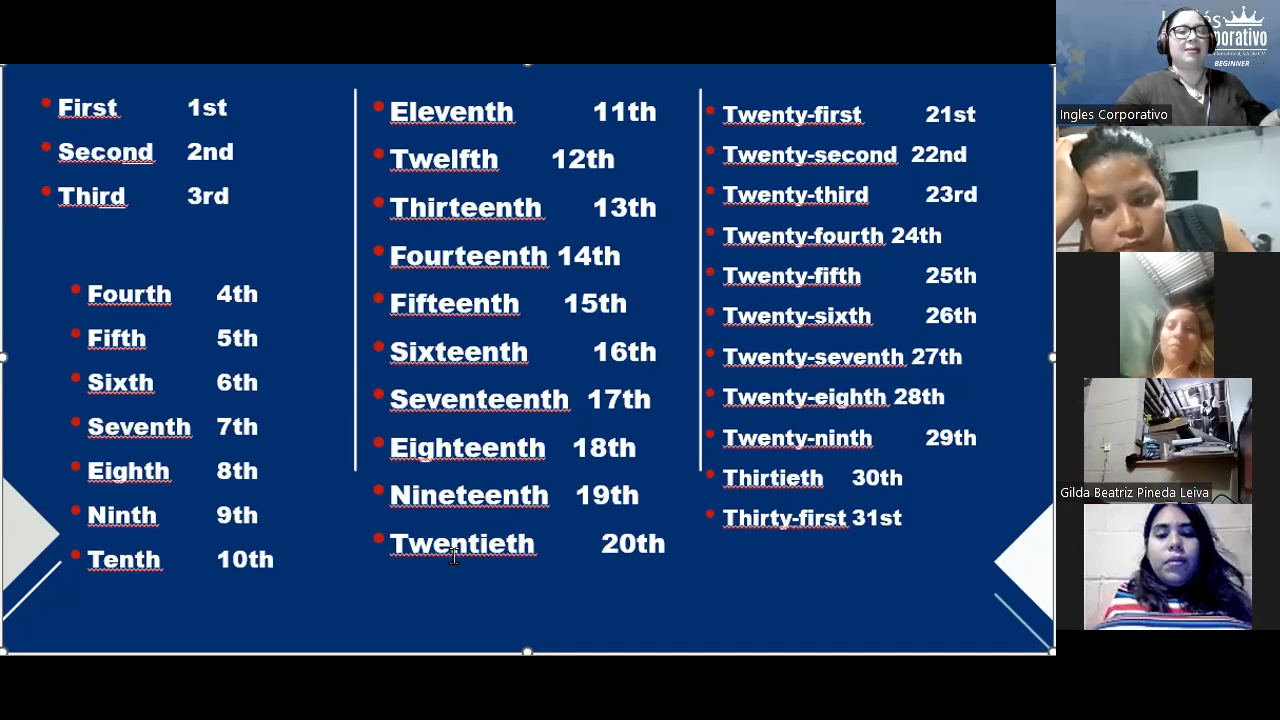 First 1st
Second 2nd
Third 3rd
Fourth 4th
Fifth 5th
Sixth 6th
Seventh 7th
Eighth 8th
Ninth 9th
Tenth 10th
Eleventh 11th
Twelfth 12th
Thirteenth 13th
Fourteenth 14th
Fifteenth 15th
Sixteenth 16th
Seventeenth 17th
Eighteenth 18th
Nineteenth 19th
Twentieth 20th
Twenty-first 21st
Twenty-second 22nd
Twenty-third 23rd
Twenty-fourth 24th
Twenty-fifth 25th
Twenty-sixth 26th
Twenty-seventh 27th
Twenty-eighth 28th
Twenty-ninth 29th
Thirtieth 30th
Thirty-first 31st
BEGINNER
Ingles Corporativo
Gilda Beatriz Pineda Leiva